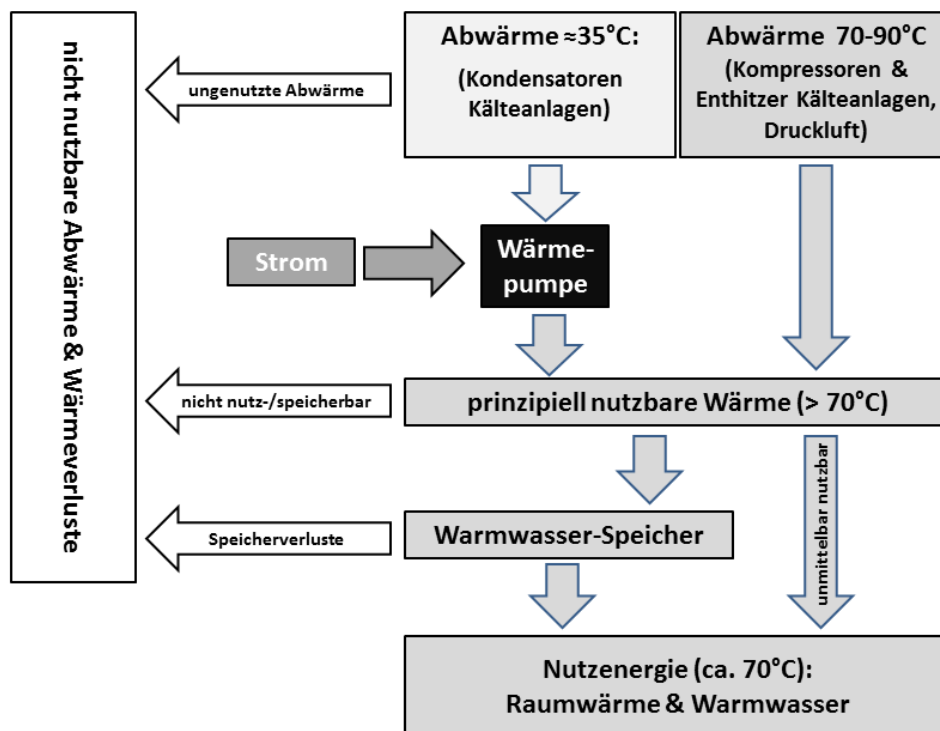 nicht nutzbare Abwärme & Wärmeverluste
Abwärme ≈35°C:
(Kondensatoren
Kälteanlagen)
Abwärme 70-90°C
(Kompressoren &
Enthitzer Kälteanlagen,
Druckluft)
ungenutzte Abwärme
Strom
Wärme-
pumpe
nicht nutz-/speicherbar
prinzipiell nutzbare Wärme (> 70°C)
unmittelbar nutzbar
Speicherverluste
Warmwasser-Speicher
Nutzenergie (ca. 70°C):
Raumwärme & Warmwasser